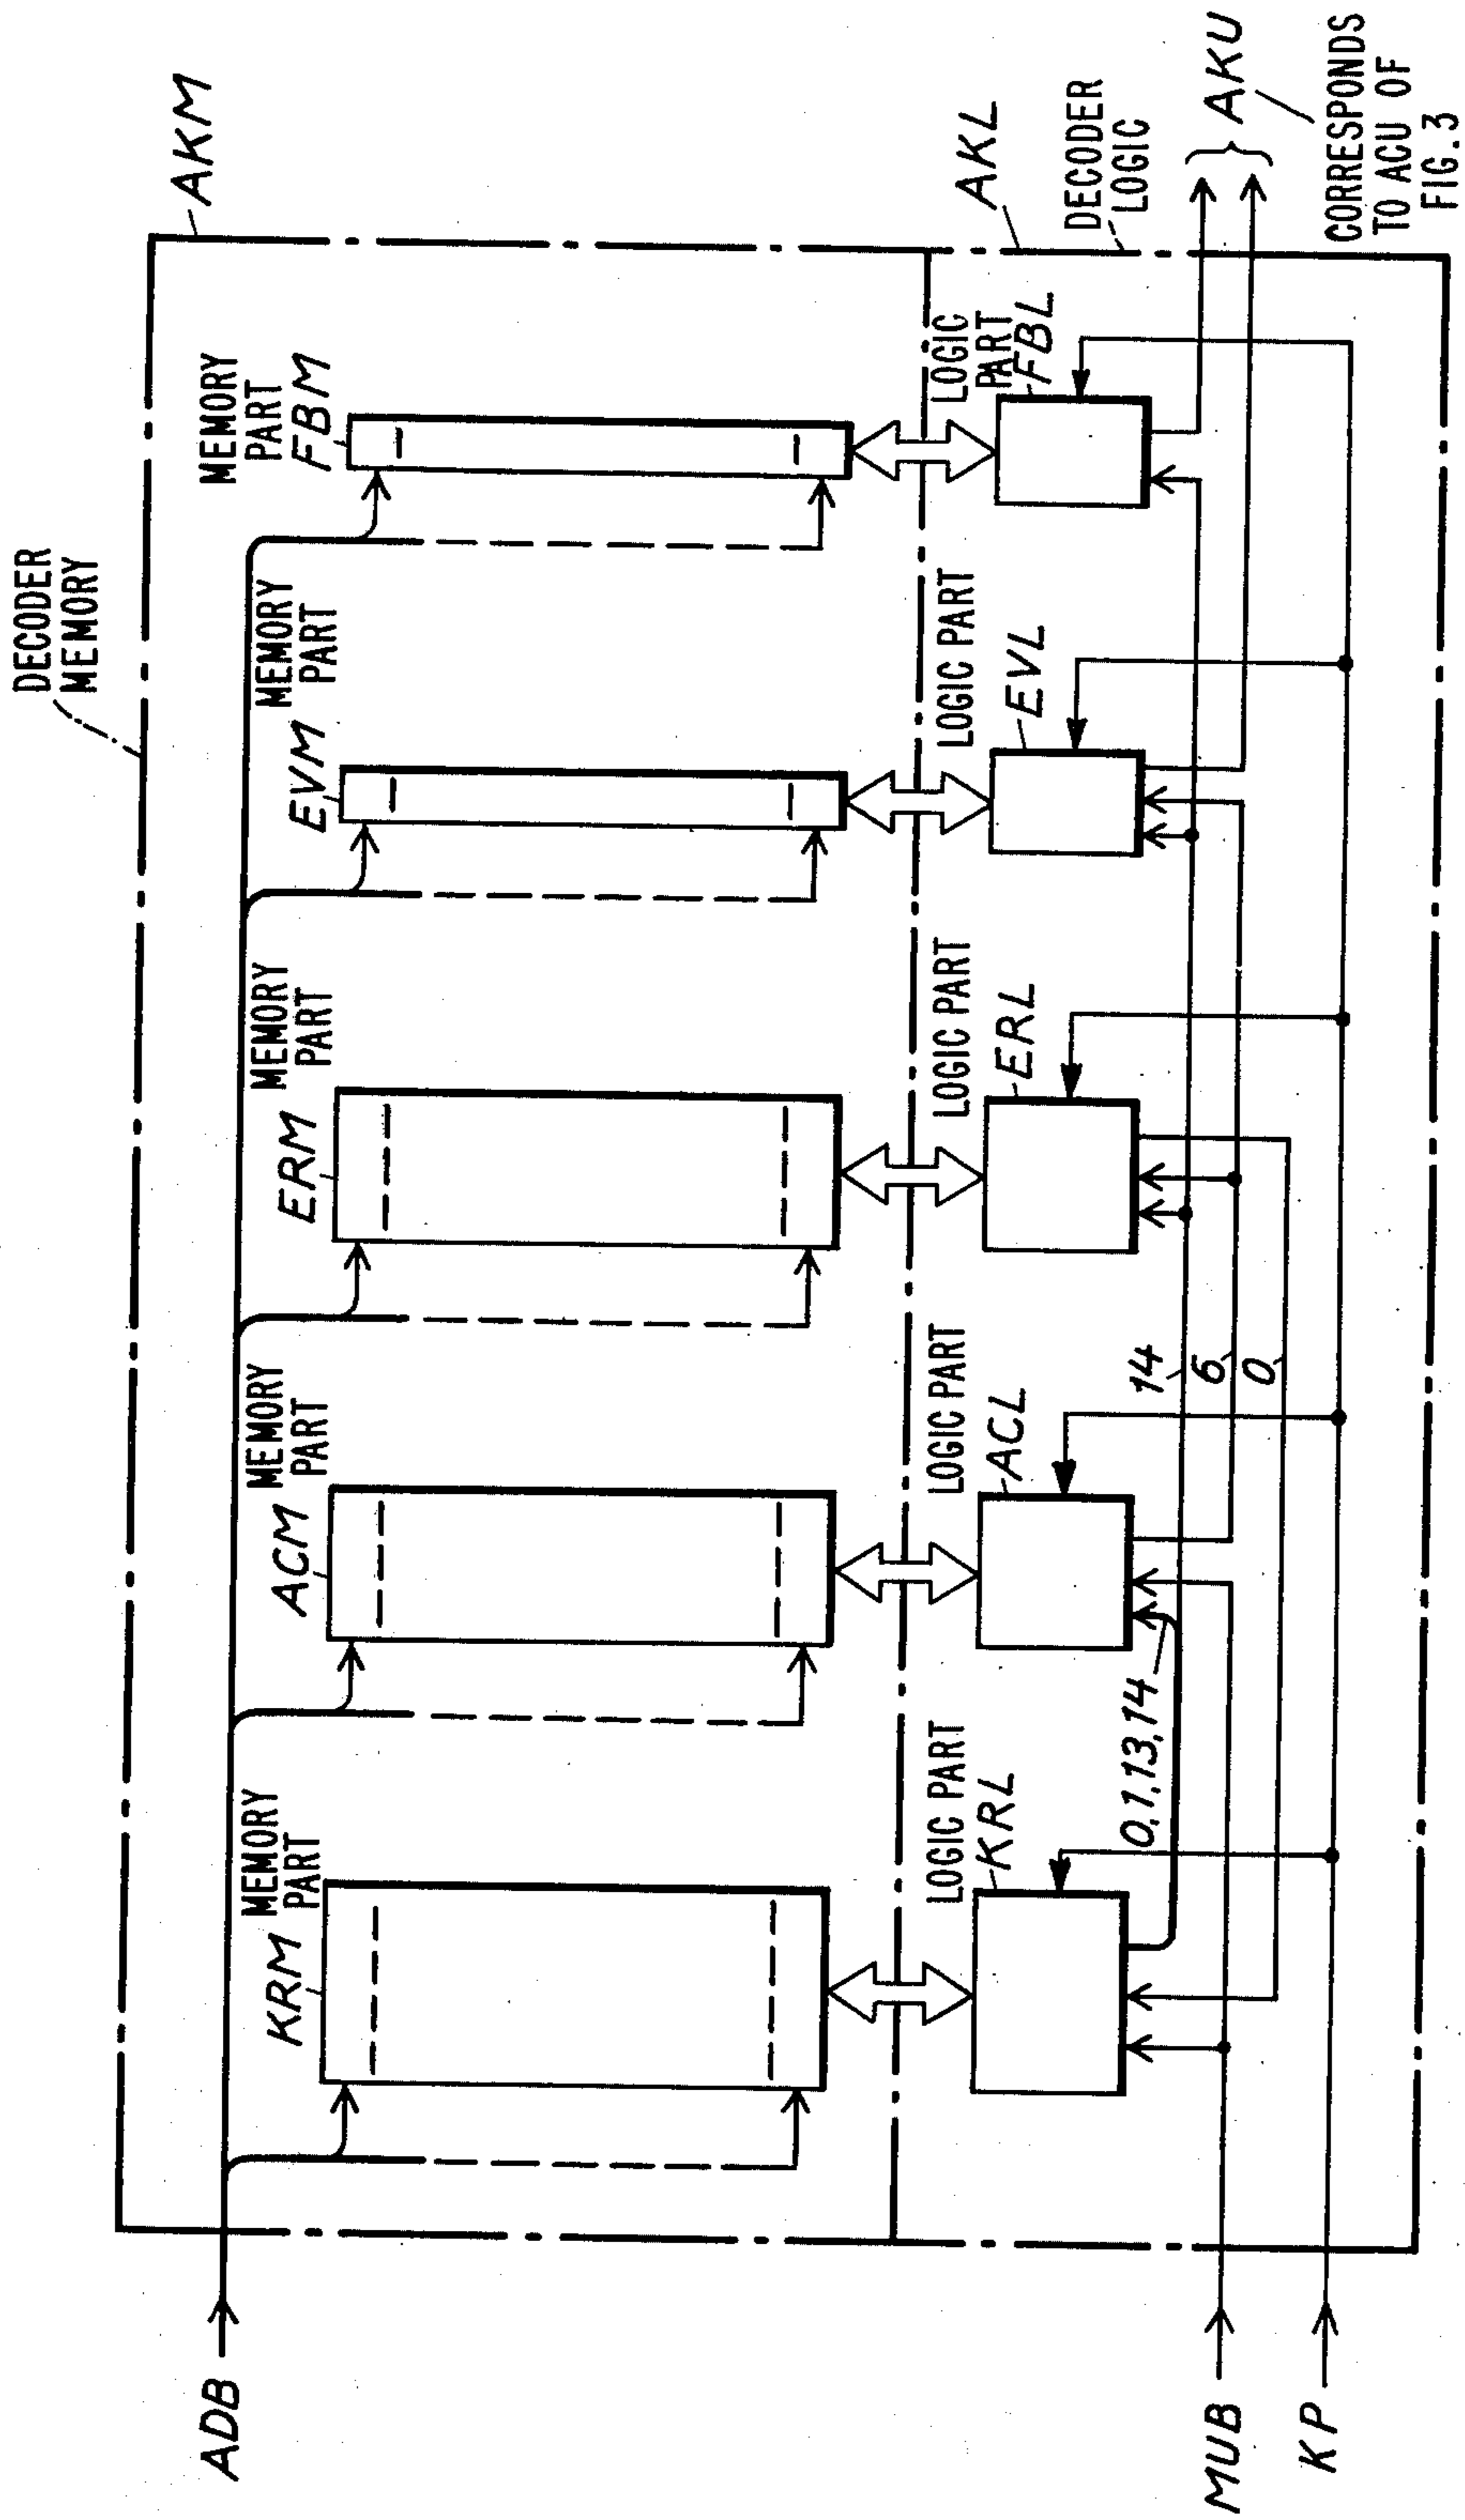 DECODER
MEMORY
AKM
ADB
MEMORY
PART
KRM
MEMORY
PART
ACM
MEMORY
PART
ERM
MEMORY
PART
EVM
MEMORY
PART
FBM
AKL
DECODER
LOGIC
LOGIC PART
KRL
LOGIC PART
ACL
LOGIC PART
ERL
LOGIC PART
EVL
LOGIC
PART
FBL
0,1,13,14
14
6
0
AKU
MUB
KP
CORRESPONDS
TO ACU OF
FIG.3